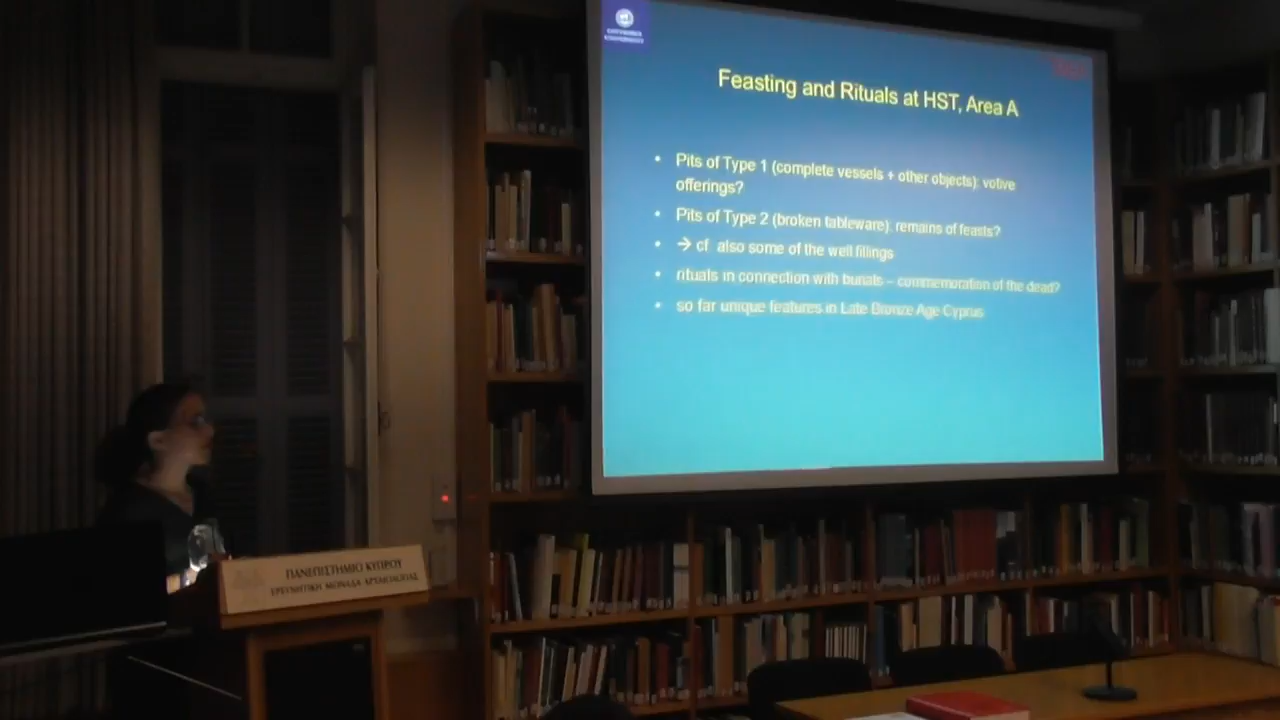 Feasting and Rituals at HST, Area A
• Pits of Type 1 (complete vessels + other objects): votive
offerings?
• Pits of Type 2 (broken tableware): remains of feasts?
• → cf also some of the well fillings
• rituals in connection with burials – commemoration of the dead?
• so far unique features in Late Bronze Age Cyprus
ΠΑΝΕΠΙΣΤΗΜΙΟ ΚΥΠΡΟΥ
ΕΡΕΥΝΗΤΙΚΗ ΜΟΝΑΔΑ ΑΡΧΑΙΟΛΟΓΙΑΣ